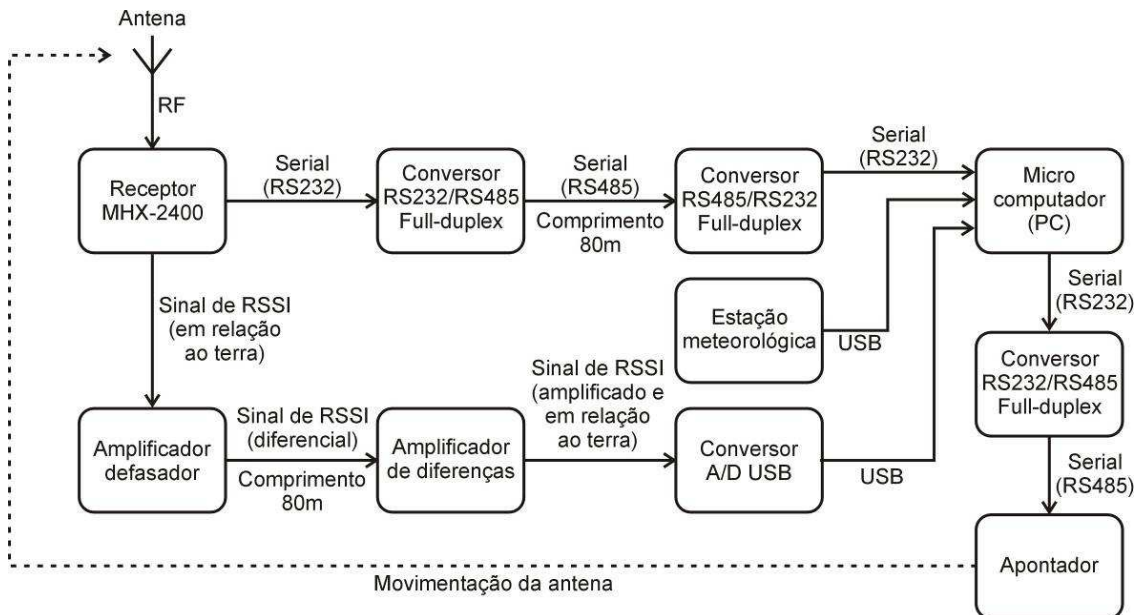 Antena
RF
Receptor
MHX-2400
Serial
(RS232)
Conversor
RS232/RS485
Full-duplex
Serial
(RS485)
Comprimento
80m
Conversor
RS485/RS232
Full-duplex
Serial
(RS232)
Micro
computador
(PC)
Sinal de RSSI
(em relação
ao terra)
Estação
meteorológica
USB
Serial
(RS232)
Conversor
RS232/RS485
Full-duplex
Amplificador
defasador
Sinal de RSSI
(diferencial)
Comprimento
80m
Amplificador
de diferenças
Sinal de RSSI
(amplificado e
em relação
ao terra)
Conversor
A/D USB
USB
Serial
(RS485)
Apontador
Movimentação da antena